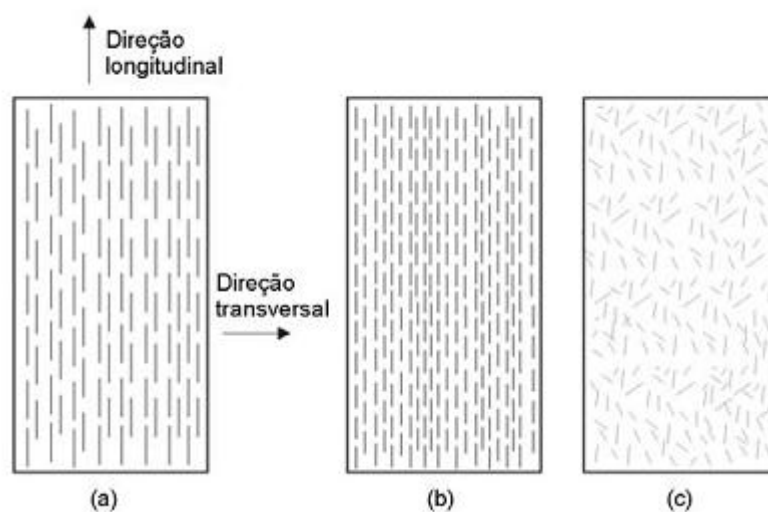 Direção
longitudinal
Direção
transversal
(a)
(b)
(c)